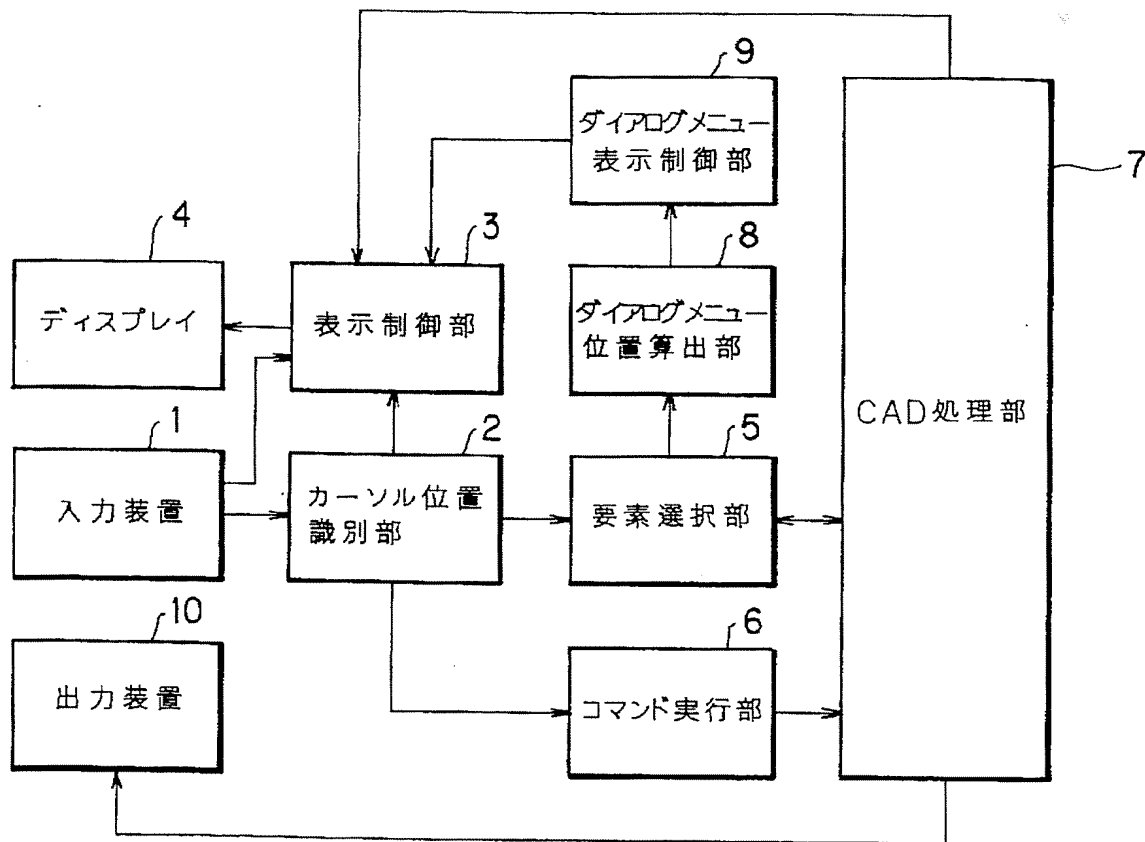 9
ダイアログメニュー
表示制御部
7
4
ディスプレイ
3
表示制御部
8
ダイアログメニュー
位置算出部
CAD処理部
1
入力装置
2
カーソル位置
識別部
5
要素選択部
10
出力装置
6
コマンド実行部